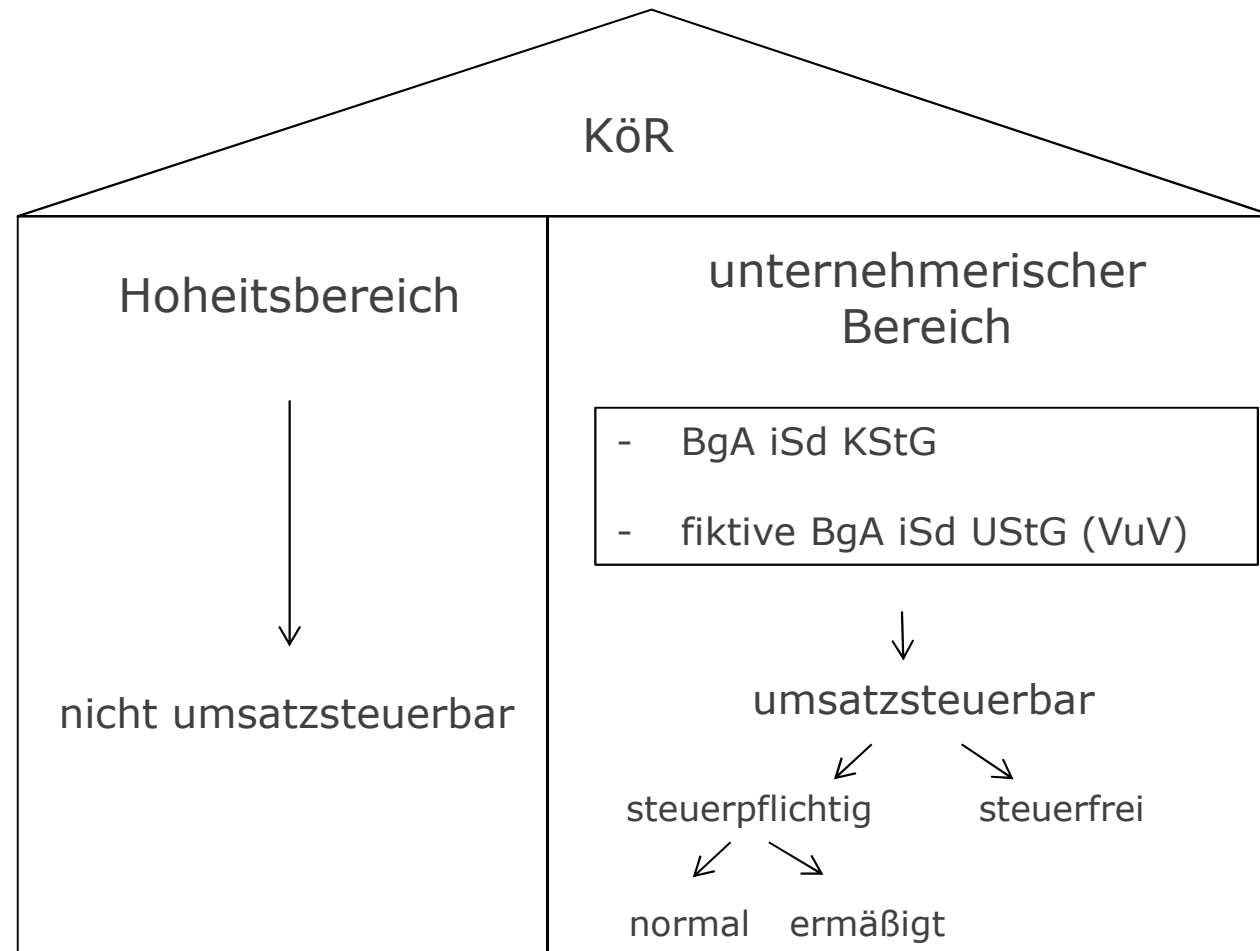 KöR
Hoheitsbereich
nicht umsatzsteuerbar
unternehmerischer
Bereich
- BgA iSd KStG
- fiktive BgA iSd UStG (VuV)
umsatzsteuerbar
steuerpflichtig steuerfrei
normal ermäßigt